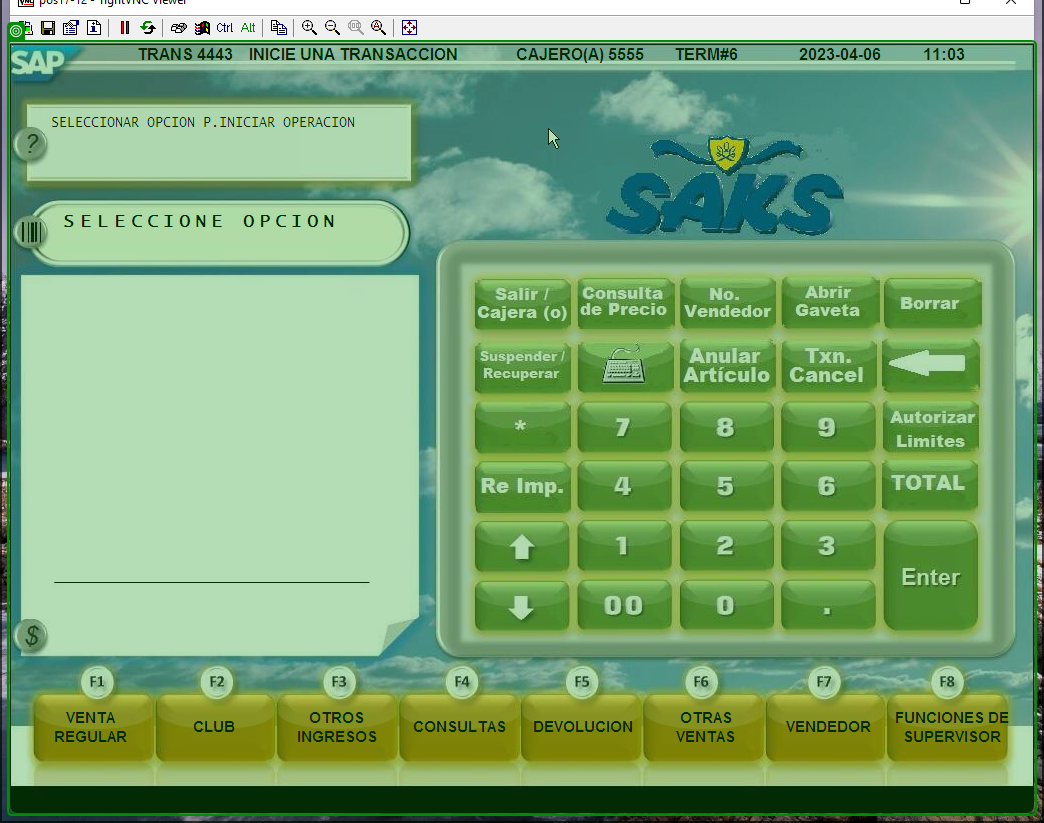 pos17-12 - TightVNC Viewer
Ctrl Alt
SAP
TRANS 4443 INICIE UNA TRANSACCION CAJERO(A) 5555 TERM#6 2023-04-06 11:03
SELECCIONAR OPCION P.INICIAR OPERACION
?
SAKS
SELECCIONE OPCION
Salir /
Cajera (o)
Consulta
de Precio
No.
Vendedor
Abrir
Gaveta
Borrar
Suspender /
Recuperar
Anular
Artículo
Txn.
Cancel
*
7
8
9
Autorizar
Limites
Re Imp.
4
5
6
TOTAL
1
2
3
Enter
00
0
.
$
F1
VENTA
REGULAR
F2
CLUB
F3
OTROS
INGRESOS
F4
CONSULTAS
F5
DEVOLUCION
F6
OTRAS
VENTAS
F7
VENDEDOR
F8
FUNCIONES DE
SUPERVISOR